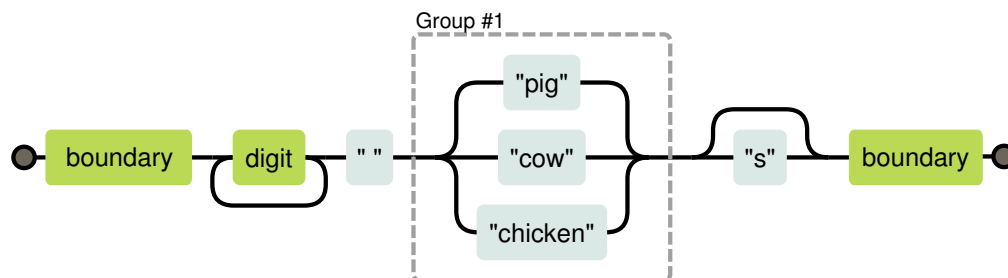 Group #1
"pig"
boundary digit " " "cow" "s" boundary
"chicken"